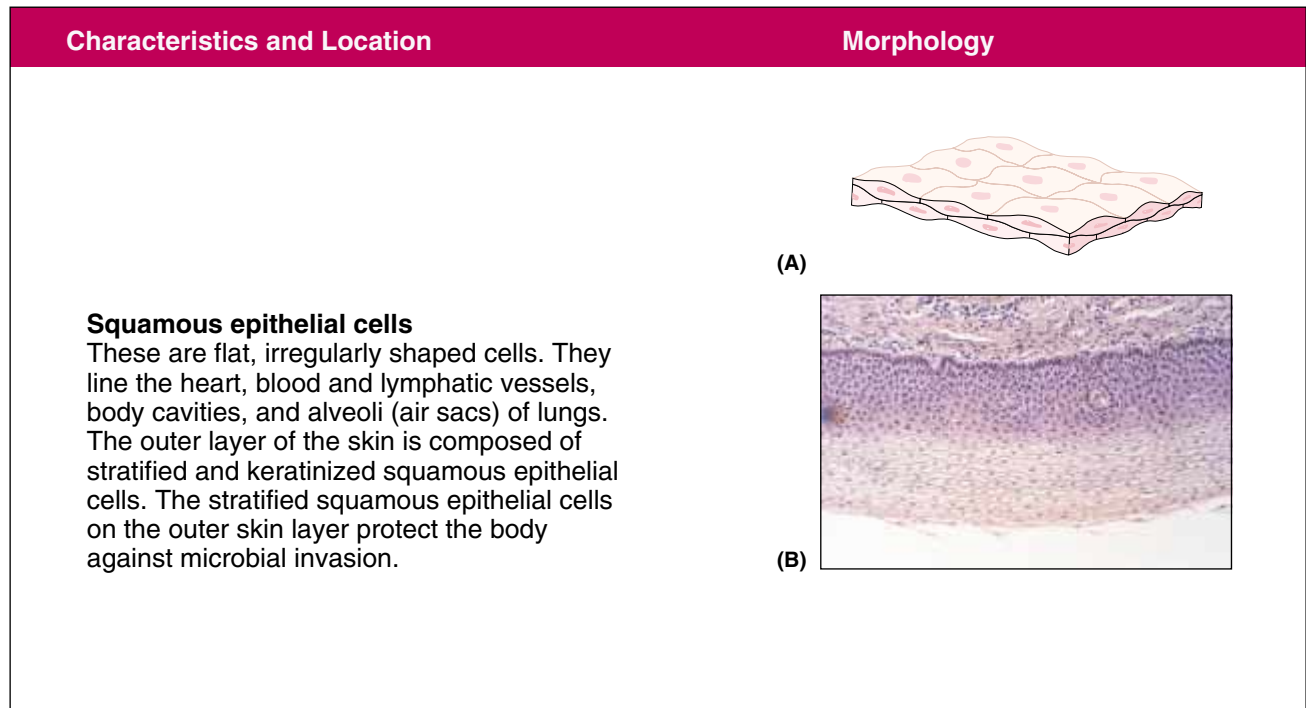 Characteristics and Location
Morphology
(A)
Squamous epithelial cells
These are flat, irregularly shaped cells. They
line the heart, blood and lymphatic vessels,
body cavities, and alveoli (air sacs) of lungs.
The outer layer of the skin is composed of
stratified and keratinized squamous epithelial
cells. The stratified squamous epithelial cells
on the outer skin layer protect the body
against microbial invasion.
(B)